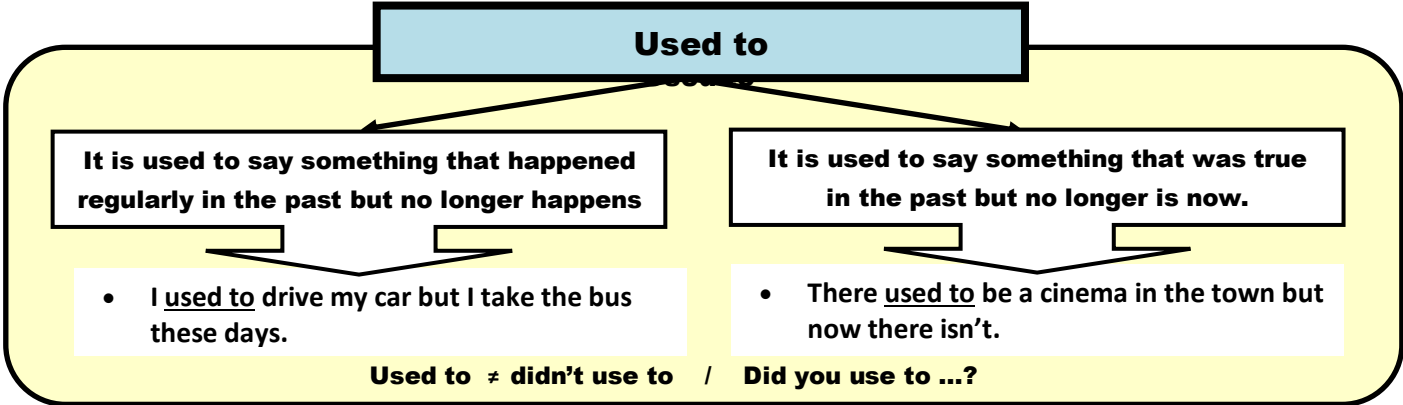 Used to
It is used to say something that happened
regularly in the past but no longer happens
It is used to say something that was true
in the past but no longer is now.
• I used to drive my car but I take the bus
these days.
• There used to be a cinema in the town but
now there isn’t.
Used to ≠ didn’t use to / Did you use to …?